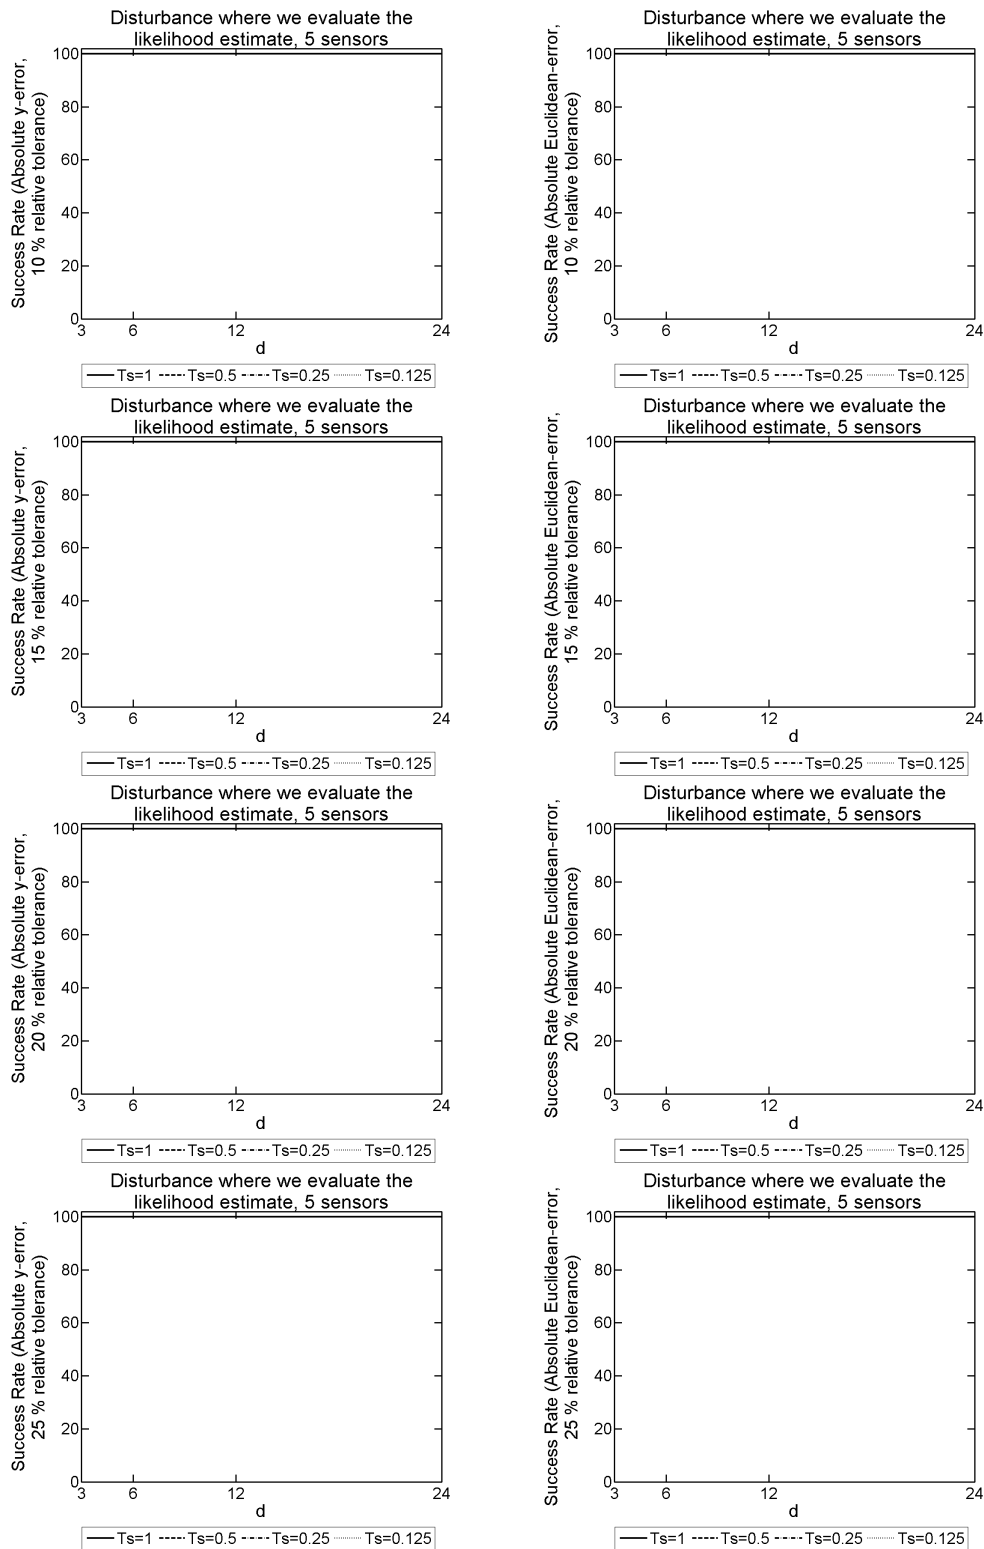 Disturbance where we evaluate the
likelihood estimate, 5 sensors
Success Rate (Absolute y-error,
10 % relative tolerance)
100
80
60
40
20
0
3 6 12 24
d
Ts=1 Ts=0.5 Ts=0.25 Ts=0.125
Disturbance where we evaluate the
likelihood estimate, 5 sensors
Success Rate (Absolute Euclidean-error,
10 % relative tolerance)
100
80
60
40
20
0
3 6 12 24
d
Ts=1 Ts=0.5 Ts=0.25 Ts=0.125
Disturbance where we evaluate the
likelihood estimate, 5 sensors
Success Rate (Absolute y-error,
15 % relative tolerance)
100
80
60
40
20
0
3 6 12 24
d
Ts=1 Ts=0.5 Ts=0.25 Ts=0.125
Disturbance where we evaluate the
likelihood estimate, 5 sensors
Success Rate (Absolute Euclidean-error,
15 % relative tolerance)
100
80
60
40
20
0
3 6 12 24
d
Ts=1 Ts=0.5 Ts=0.25 Ts=0.125
Disturbance where we evaluate the
likelihood estimate, 5 sensors
Success Rate (Absolute y-error,
20 % relative tolerance)
100
80
60
40
20
0
3 6 12 24
d
Ts=1 Ts=0.5 Ts=0.25 Ts=0.125
Disturbance where we evaluate the
likelihood estimate, 5 sensors
Success Rate (Absolute Euclidean-error,
20 % relative tolerance)
100
80
60
40
20
0
3 6 12 24
d
Ts=1 Ts=0.5 Ts=0.25 Ts=0.125
Disturbance where we evaluate the
likelihood estimate, 5 sensors
Success Rate (Absolute y-error,
25 % relative tolerance)
100
80
60
40
20
0
3 6 12 24
d
Ts=1 Ts=0.5 Ts=0.25 Ts=0.125
Disturbance where we evaluate the
likelihood estimate, 5 sensors
Success Rate (Absolute Euclidean-error,
25 % relative tolerance)
100
80
60
40
20
0
3 6 12 24
d
Ts=1 Ts=0.5 Ts=0.25 Ts=0.125